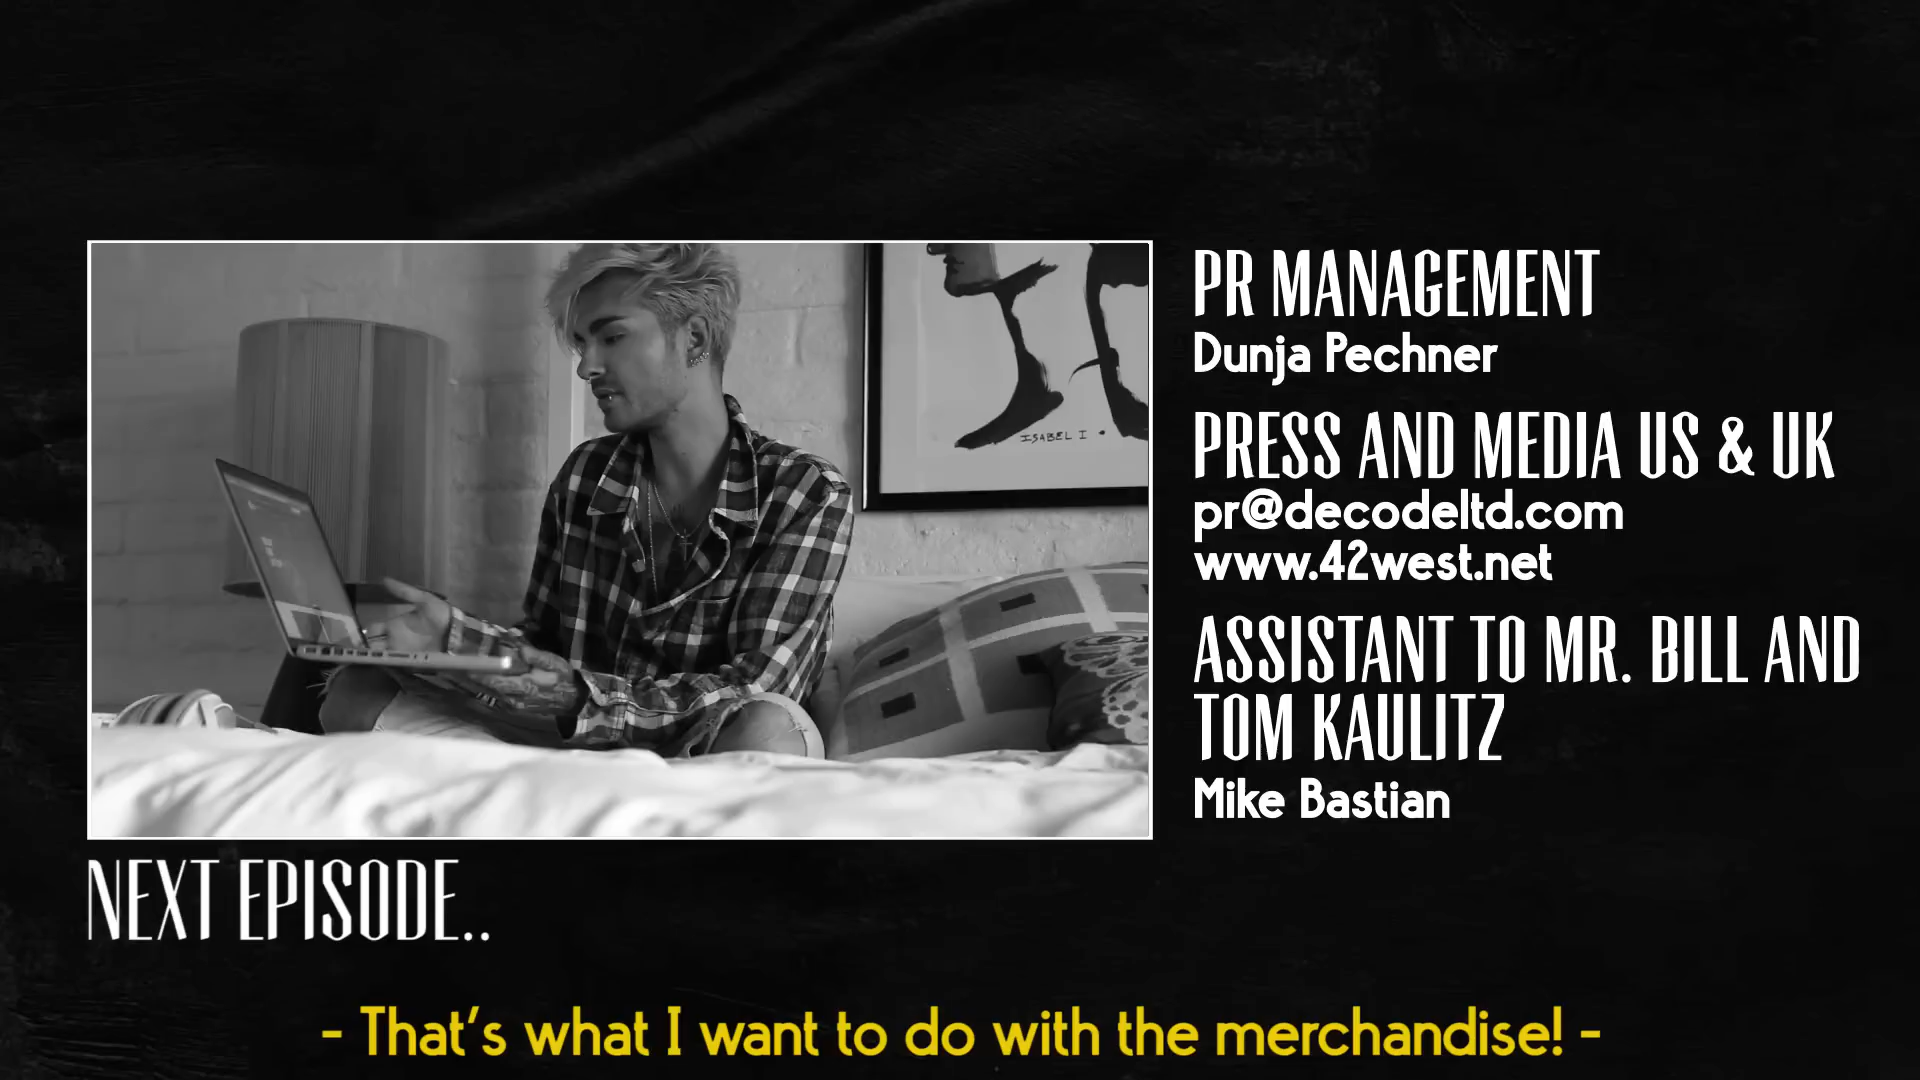 PR MANAGEMENT
Dunja Pechner
PRESS AND MEDIA US & UK
pr@decodeltd.com
www.42west.net
ASSISTANT TO MR. BILL AND
TOM KAULITZ
Mike Bastian
ISABEL I
NEXT EPISODE..
- That's what I want to do with the merchandise! -